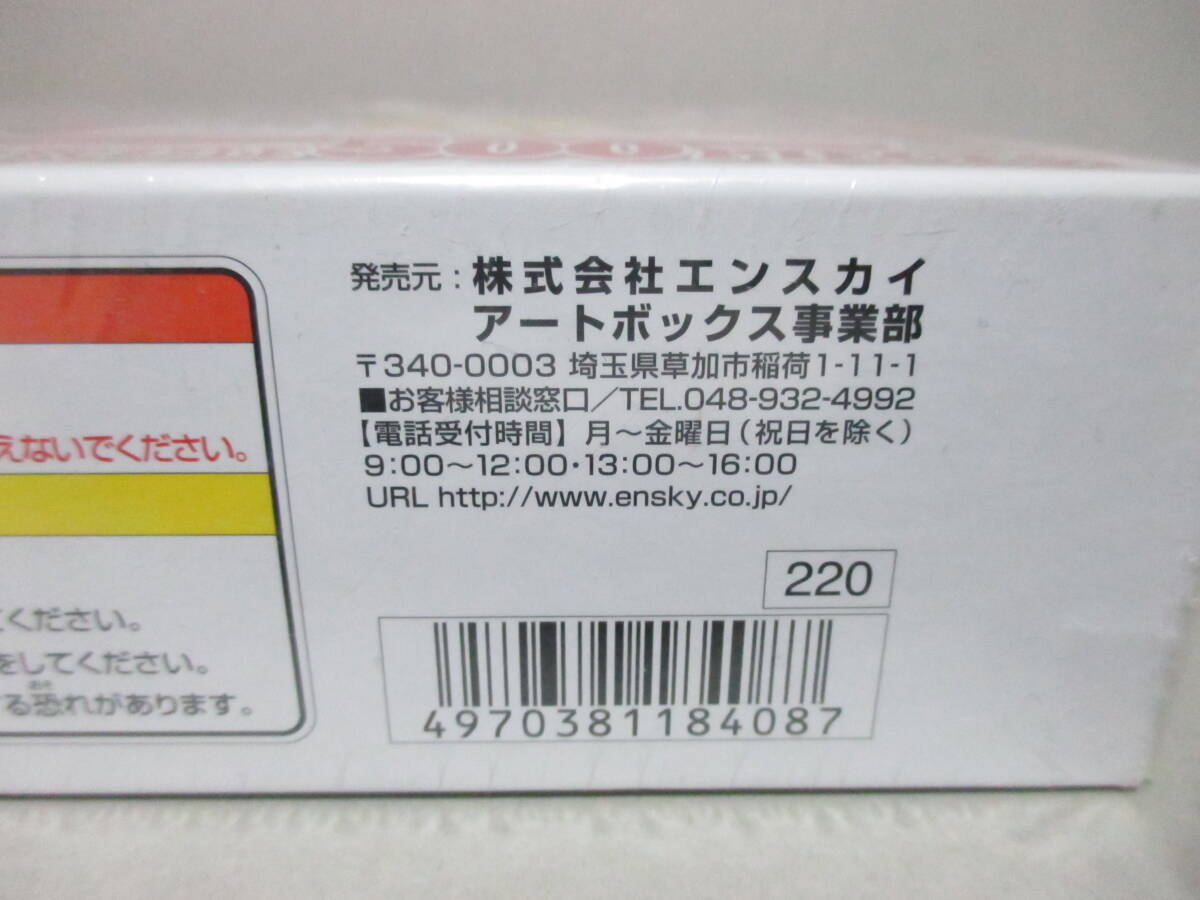 発売元：株式会社エンスカイ
アートボックス事業部
〒340-0003 埼玉県草加市稲荷1-11-1
■お客様相談窓口／TEL.048-932-4992
【電話受付時間】月～金曜日（祝日を除く）
9:00～12:00・13:00～16:00
URL http://www.ensky.co.jp/
220
4970381184087
えないでください。
ください。
をしてください。
る恐れがあります。